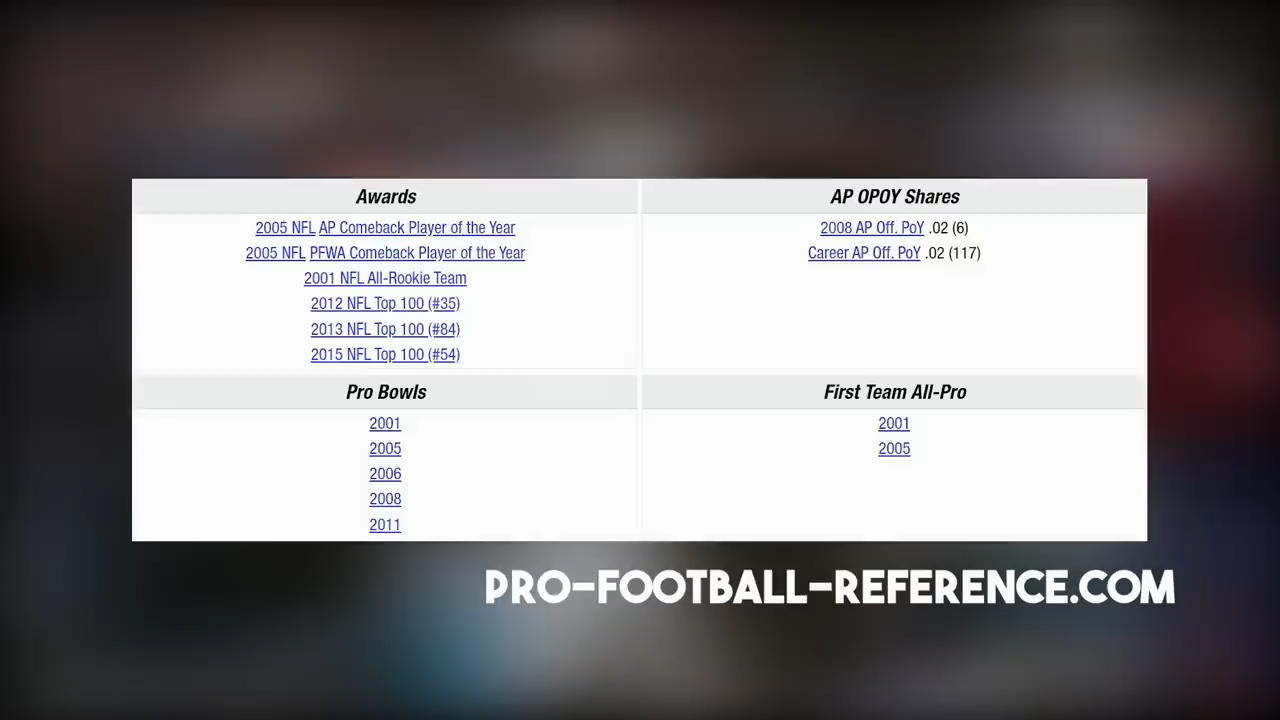 Awards
2005 NFL AP Comeback Player of the Year
2005 NFL PFWA Comeback Player of the Year
2001 NFL All-Rookie Team
2012 NFL Top 100 (#35)
2013 NFL Top 100 (#84)
2015 NFL Top 100 (#54)
AP OPOY Shares
2008 AP Off. PoY .02 (6)
Career AP Off. PoY .02 (117)
Pro Bowls
2001
2005
2006
2008
2011
First Team All-Pro
2001
2005
PRO-FOOTBALL-REFERENCE.COM